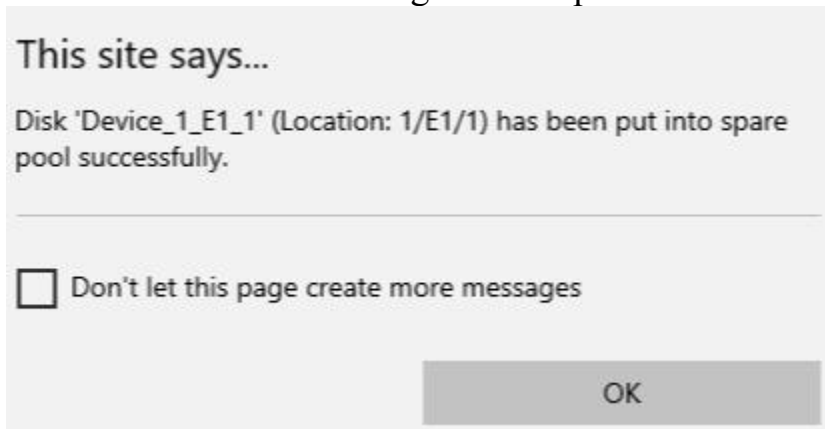 This site says...
Disk 'Device_1_E1_1' (Location: 1/E1/1) has been put into spare
pool successfully.
Don't let this page create more messages
OK